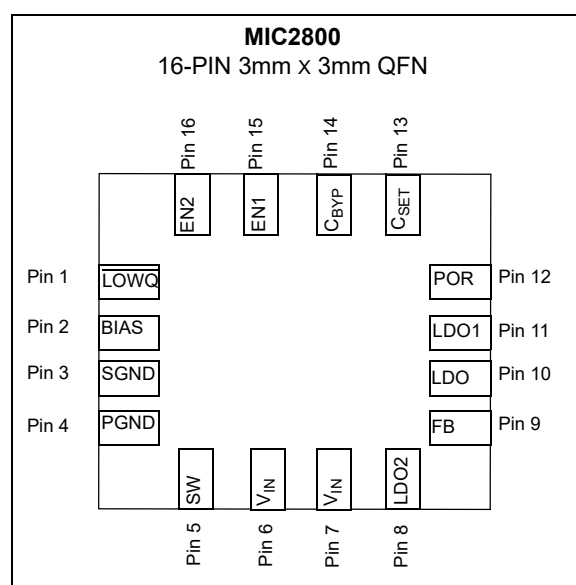 MIC2800
16-PIN 3mm x 3mm QFN
Pin 16
Pin 15
Pin 14
Pin 13
EN2
EN1
CBYP
CSET
Pin 1
LOWQ
POR
Pin 12
Pin 2
BIAS
LDO1
Pin 11
Pin 3
SGND
LDO
Pin 10
Pin 4
PGND
FB
Pin 9
SW
VIN
VIN
LDO2
Pin 5
Pin 6
Pin 7
Pin 8